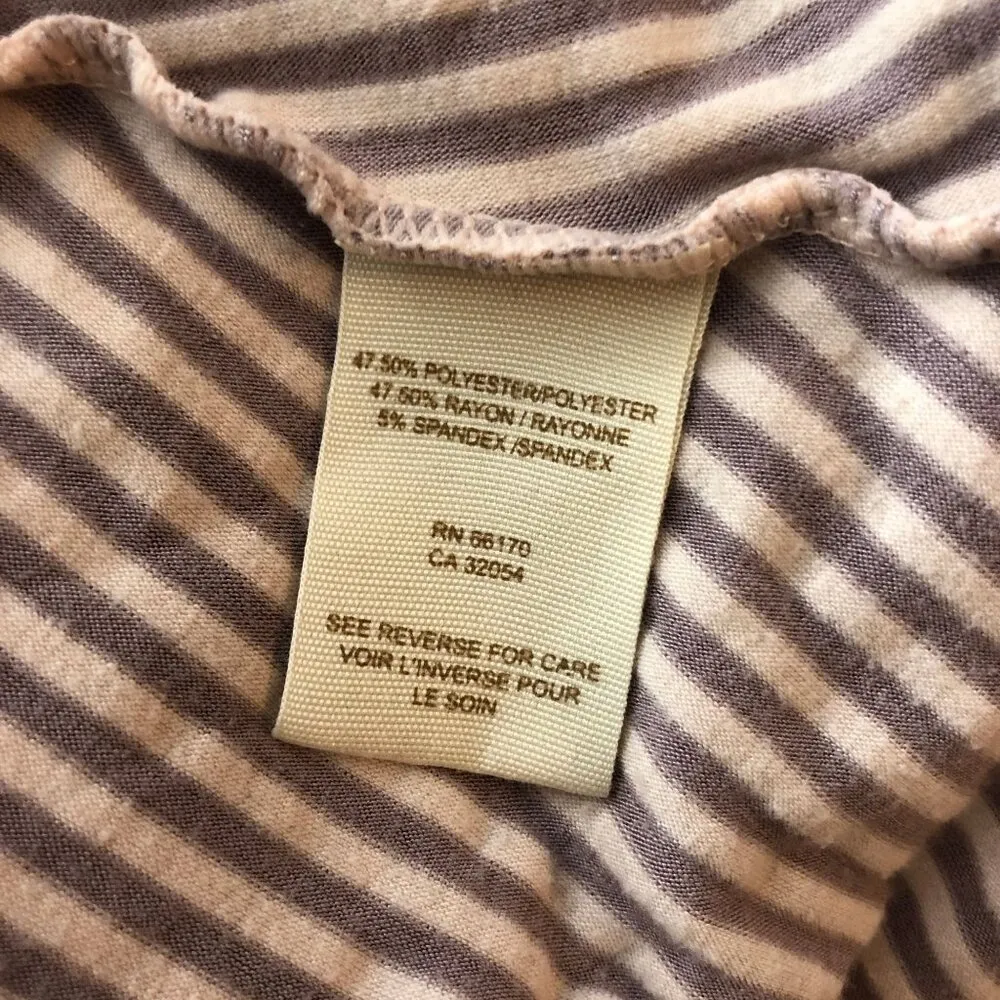 47.50% POLYESTER/POLYESTER
47.50% RAYON / RAYONNE
5% SPANDEX /SPANDEX
RN 66170
CA 32054
SEE REVERSE FOR CARE
VOIR L'INVERSE POUR
LE SOIN